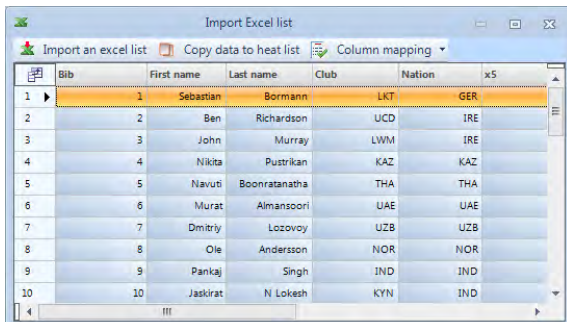 Import Excel list
Import an excel list Copy data to heat list Column mapping
Bib First name Last name Club Nation x5
1 1 Sebastian Bormann LKT GER
2 2 Ben Richardson UCD IRE
3 3 John Murray LWM IRE
4 4 Nikita Pustrikan KAZ KAZ
5 5 Navuti Boonratanatha THA THA
6 6 Murat Almansoori UAE UAE
7 7 Dmitriy Lozovoy UZB UZB
8 8 Ole Andersson NOR NOR
9 9 Pankaj Singh IND IND
10 10 Jaskirat N Lokesh KYN IND